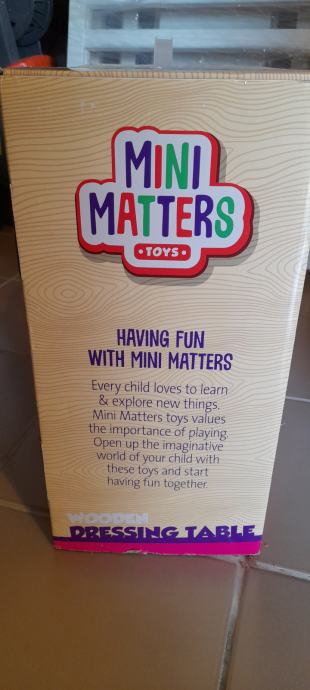 MINI
MATTERS
• TOYS •
HAVING FUN
WITH MINI MATTERS
Every child loves to learn
& explore new things.
Mini Matters toys values
the importance of playing.
Open up the imaginative
world of your child with
these toys and start
having fun together.
WOODEN
DRESSING TABLE